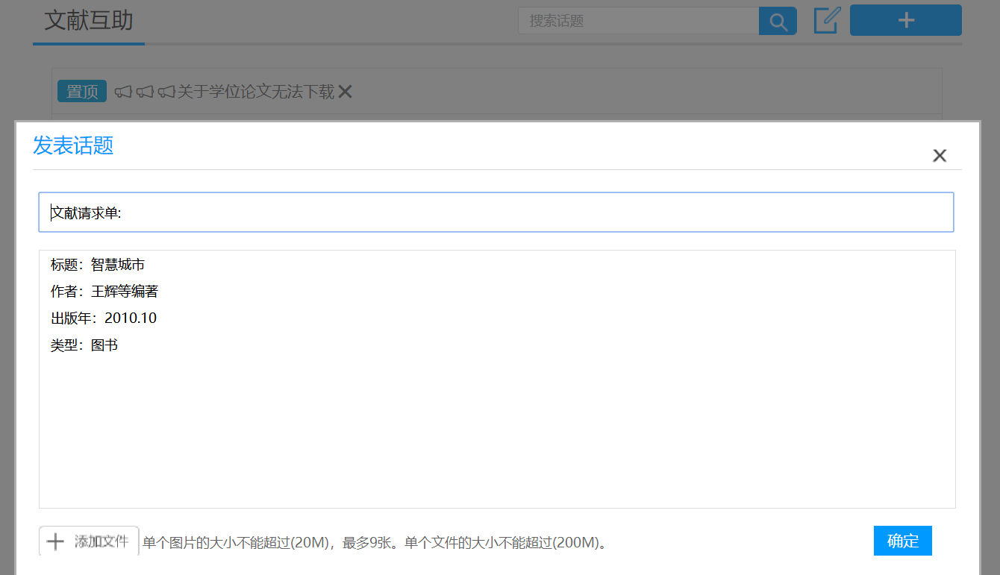 文献互助
搜索话题
置顶 关于学位论文无法下载
发表话题
文献请求单:
标题：智慧城市
作者：王辉等编著
出版年：2010.10
类型：图书
添加文件 单个图片的大小不能超过(20M)，最多9张。单个文件的大小不能超过(200M)。
确定